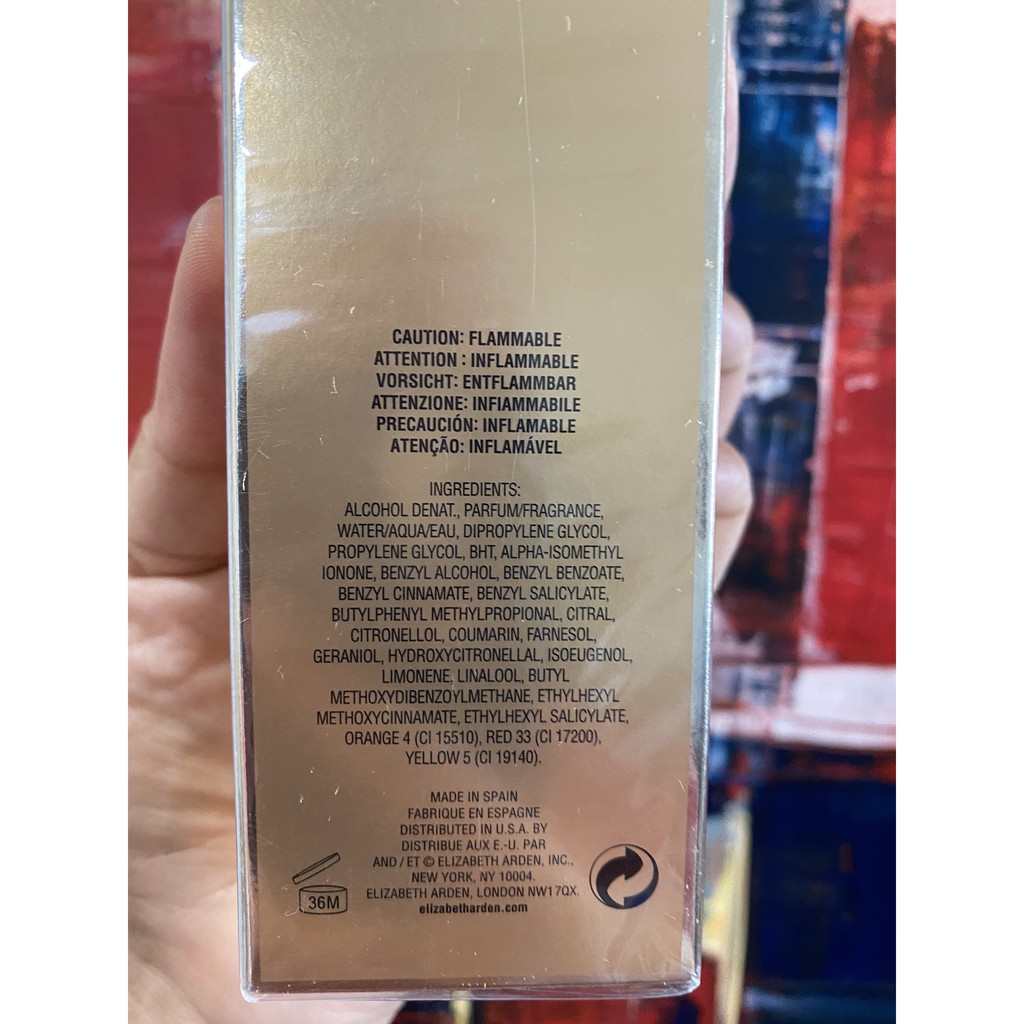 CAUTION: FLAMMABLE
ATTENTION : INFLAMMABLE
VORSICHT: ENTFLAMMBAR
ATTENZIONE: INFIAMMABILE
PRECAUCIÓN: INFLAMABLE
ATENÇÃO: INFLAMÁVEL
INGREDIENTS:
ALCOHOL DENAT., PARFUM/FRAGRANCE,
WATER/AQUA/EAU, DIPROPYLENE GLYCOL,
PROPYLENE GLYCOL, BHT, ALPHA-ISOMETHYL
IONONE, BENZYL ALCOHOL, BENZYL BENZOATE,
BENZYL CINNAMATE, BENZYL SALICYLATE,
BUTYLPHENYL METHYLPROPIONAL, CITRAL,
CITRONELLOL, COUMARIN, FARNESOL,
GERANIOL, HYDROXYCITRONELLAL, ISOEUGENOL,
LIMONENE, LINALOOL, BUTYL
METHOXYDIBENZOYLMETHANE, ETHYLHEXYL
METHOXYCINNAMATE, ETHYLHEXYL SALICYLATE,
ORANGE 4 (CI 15510), RED 33 (CI 17200),
YELLOW 5 (CI 19140).
MADE IN SPAIN
FABRIQUE EN ESPAGNE
DISTRIBUTED IN U.S.A. BY
DISTRIBUE AUX E.-U. PAR
AND / ET © ELIZABETH ARDEN, INC.,
NEW YORK, NY 10004.
ELIZABETH ARDEN, LONDON NW17QX.
elizabetharden.com
36M